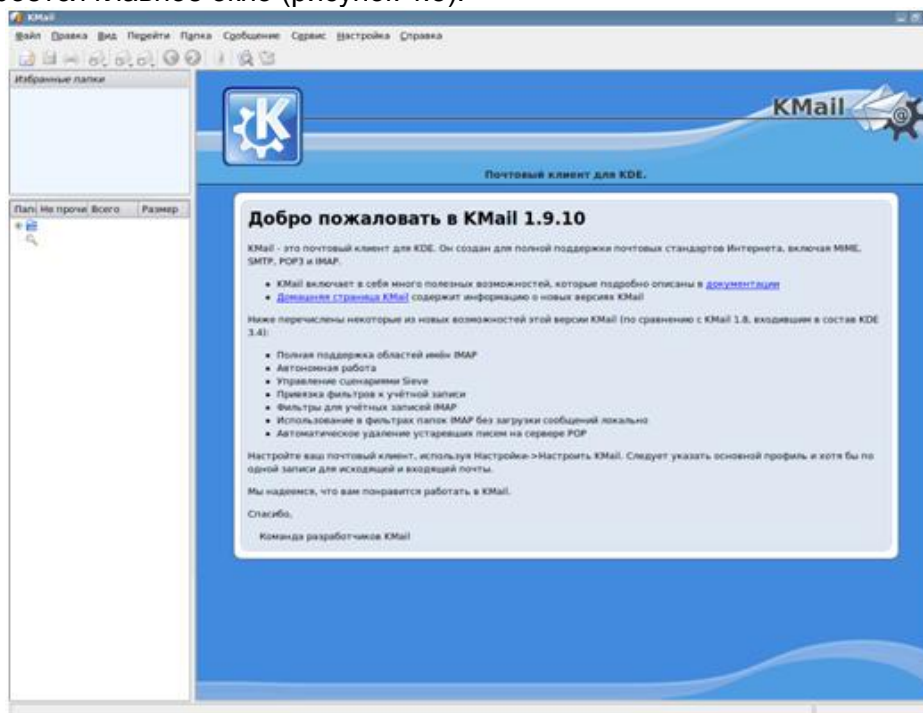 главное окно (рисунок
KMail
Файл Правка Вид Перейти Папка Сообщение Сервис Настройка Справка
Избранные папки
KMail
Почтовый клиент для KDE.
Не прочи Всего Размер
Добро пожаловать в KMail 1.9.10
KMail - это почтовый клиент для KDE. Он создан для полной поддержки почтовых стандартов Интернета, включая MIME,
SMTP, POP3 и IMAP.
KMail включает в себя много полезных возможностей, которые подробно описаны в документации
Домашняя страница KMail содержит информацию о новых версиях KMail
Ниже перечислены некоторые из новых возможностей этой версии KMail (по сравнению с KMail 1.8, входившим в состав KDE
3.4):
Полная поддержка областей имён IMAP
Автономная работа
Управление сценариями Sieve
Привязка фильтров к учётной записи
Фильтры для учётных записей IMAP
Использование в фильтрах папок IMAP без загрузки сообщений локально
Автоматическое удаление устаревших писем на сервере POP
Настройте ваш почтовый клиент, используя Настройки->Настроить KMail. Следует указать основной профиль и хотя бы по
одной записи для исходящей и входящей почты.
Мы надеемся, что вам понравится работать в KMail.
Спасибо,
Команда разработчиков KMail